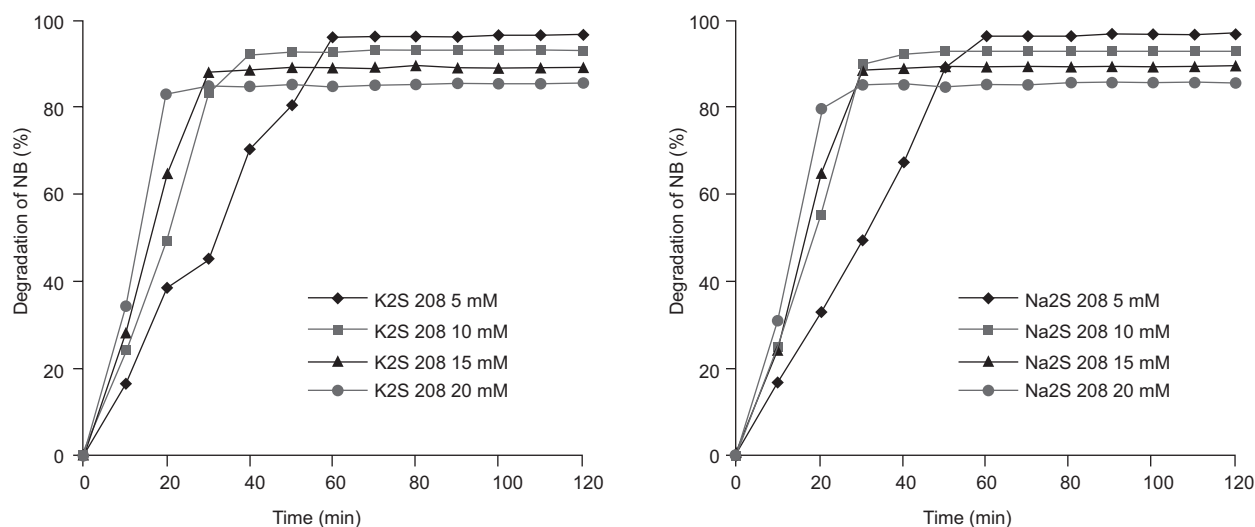 100
80
60
40
20
0
Degradation of NB (%)
K2S 208 5 mM
K2S 208 10 mM
K2S 208 15 mM
K2S 208 20 mM
0 20 40 60 80 100 120
Time (min)
100
80
60
40
20
0
Degradation of NB (%)
Na2S 208 5 mM
Na2S 208 10 mM
Na2S 208 15 mM
Na2S 208 20 mM
0 20 40 60 80 100 120
Time (min)